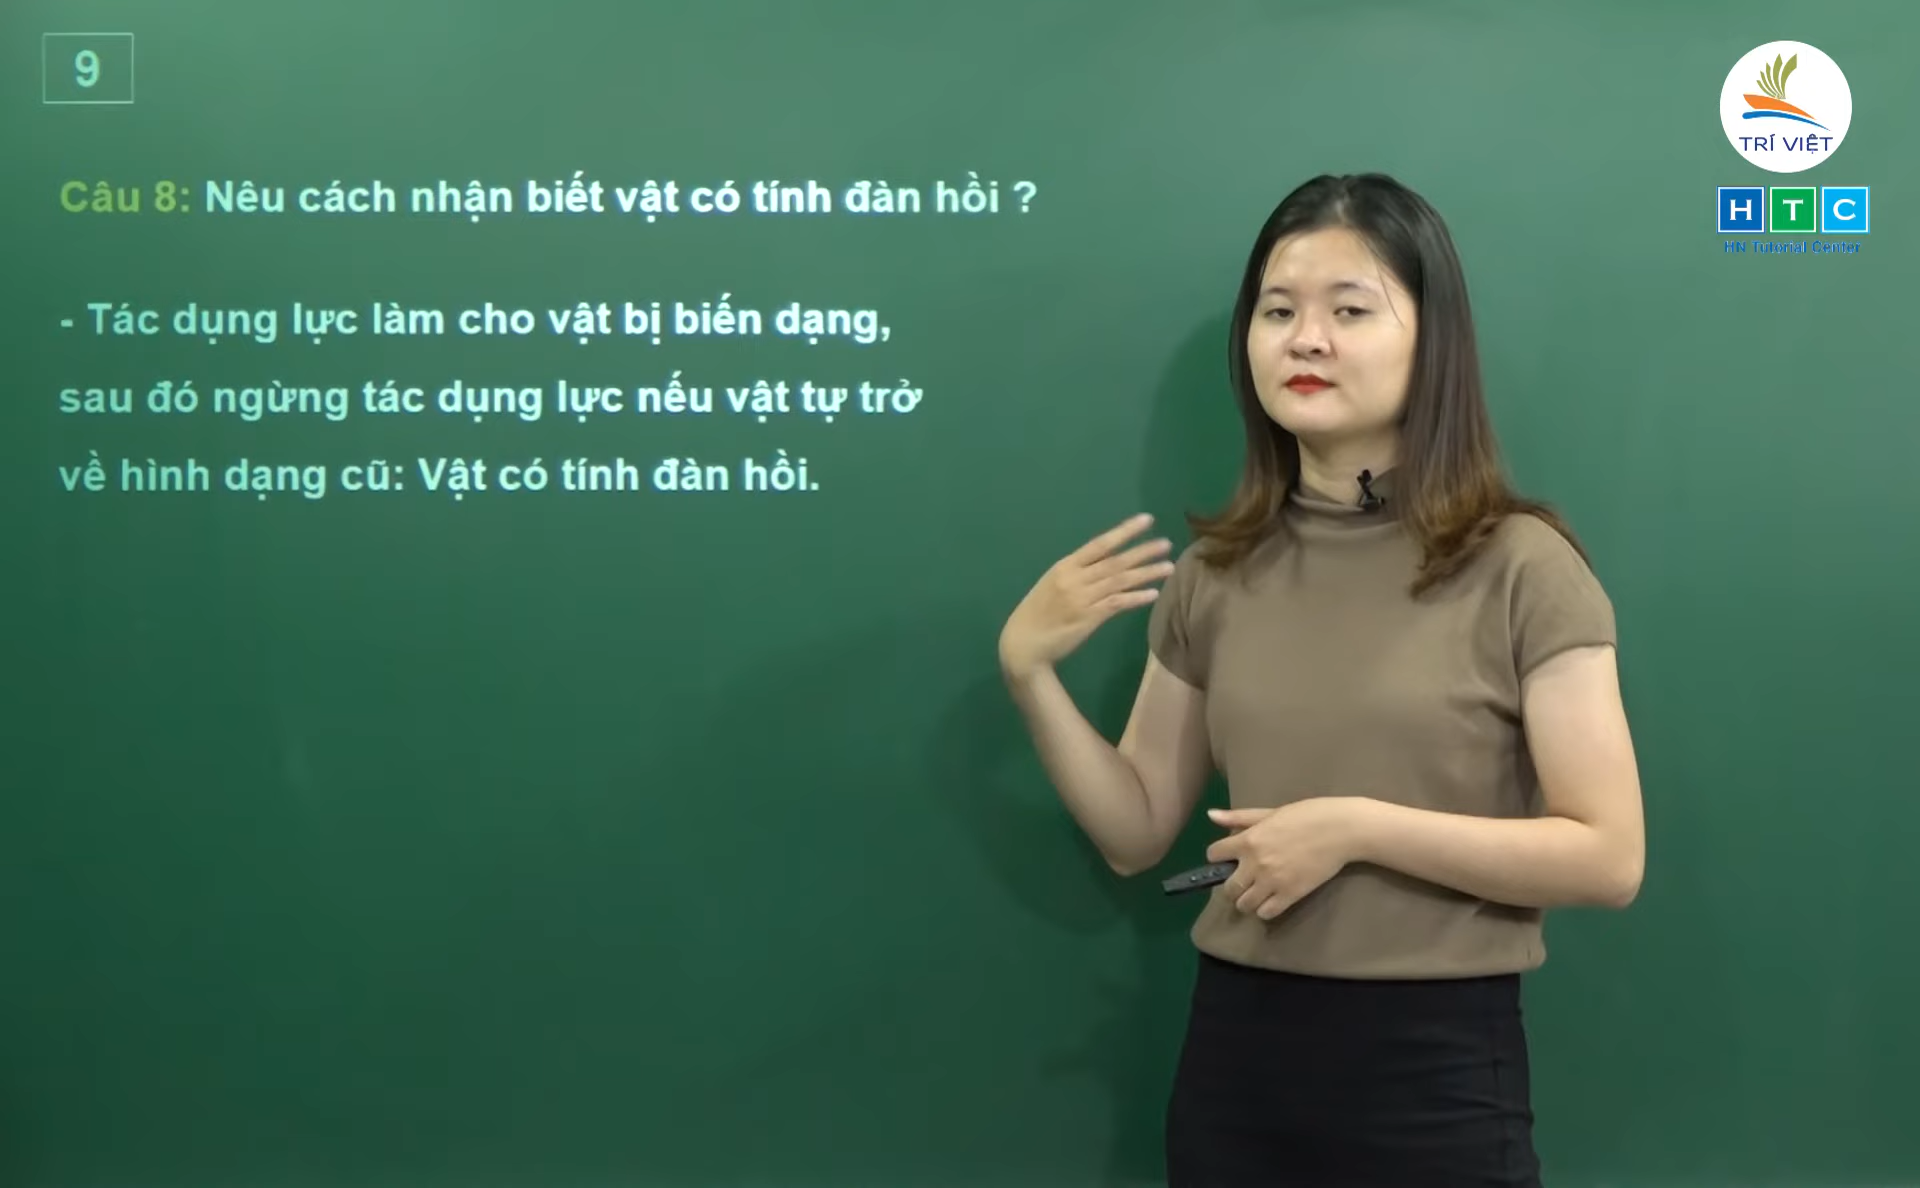 9
TRÍ VIỆT
HTC
HN Tutorial Center
Câu 8: Nêu cách nhận biết vật có tính đàn hồi ?
- Tác dụng lực làm cho vật bị biến dạng,
sau đó ngừng tác dụng lực nếu vật tự trở
về hình dạng cũ: Vật có tính đàn hồi.